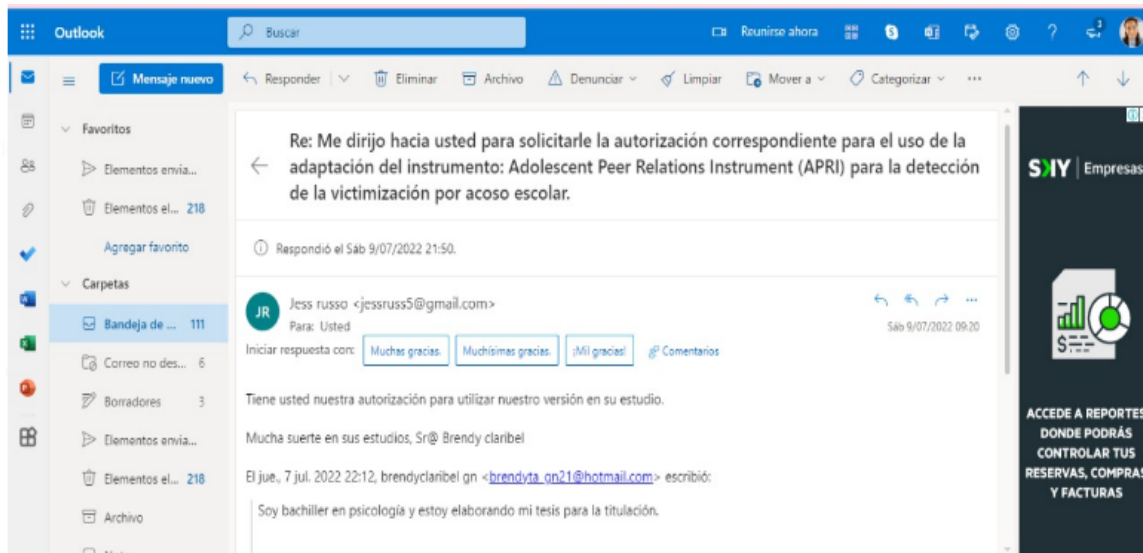 Outlook
Buscar
Reunirse ahora
3
Mensaje nuevo
Responder
Eliminar
Archivo
Denunciar
Limpiar
Mover a
Categorizar
Favoritos
Elementos envia...
Elementos el... 218
Agregar favorito
Carpetas
Bandeja de ... 111
Correo no des... 6
Borradores 3
Elementos envia...
Elementos el... 218
Archivo
Re: Me dirijo hacia usted para solicitarle la autorización correspondiente para el uso de la
adaptación del instrumento: Adolescent Peer Relations Instrument (APRI) para la detección
de la victimización por acoso escolar.
Respondió el Sáb 9/07/2022 21:50.
JR
Jess russo <jessruss5@gmail.com>
Para: Usted
Sáb 9/07/2022 09:20
Iniciar respuesta con: Muchas gracias. Muchísimas gracias. ¡Mil gracias! Comentarios
Tiene usted nuestra autorización para utilizar nuestro versión en su estudio.
Mucha suerte en sus estudios, Sr@ Brendy claribel
El jue., 7 jul. 2022 22:12, brendyclaribel gn <brendyta_gn21@hotmail.com> escribió:
Soy bachiller en psicología y estoy elaborando mi tesis para la titulación.
SKY | Empresas
ACCEDE A REPORTES
DONDE PODRÁS
CONTROLAR TUS
RESERVAS, COMPRAS
Y FACTURAS